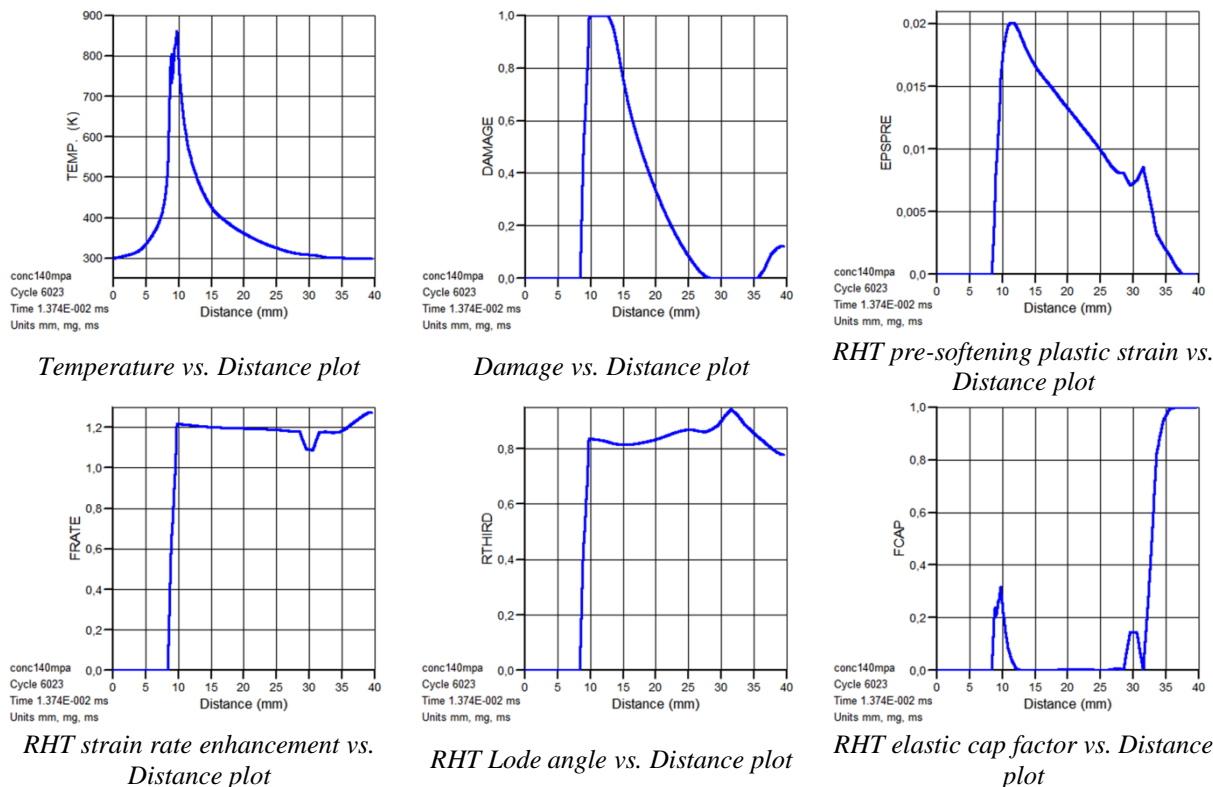 900
800
700
600
500
400
300
TEMP. (K)
0 5 10 15 20 25 30 35 40
Distance (mm)
conc140mpa
Cycle 6023
Time 1.374E-002 ms
Units mm, mg, ms
Temperature vs. Distance plot
1,0
0,8
0,6
0,4
0,2
0,0
DAMAGE
0 5 10 15 20 25 30 35 40
Distance (mm)
conc140mpa
Cycle 6023
Time 1.374E-002 ms
Units mm, mg, ms
Damage vs. Distance plot
0,02
0,015
0,01
0,005
0,0
EPSPRE
0 5 10 15 20 25 30 35 40
Distance (mm)
conc140mpa
Cycle 6023
Time 1.374E-002 ms
Units mm, mg, ms
RHT pre-softening plastic strain vs.
Distance plot
1,2
1,0
0,8
0,6
0,4
0,2
0,0
FRATE
0 5 10 15 20 25 30 35 40
Distance (mm)
conc140mpa
Cycle 6023
Time 1.374E-002 ms
Units mm, mg, ms
RHT strain rate enhancement vs.
Distance plot
0,8
0,6
0,4
0,2
0,0
RTHIRD
0 5 10 15 20 25 30 35 40
Distance (mm)
conc140mpa
Cycle 6023
Time 1.374E-002 ms
Units mm, mg, ms
RHT Lode angle vs. Distance plot
1,0
0,8
0,6
0,4
0,2
0,0
FCAP
0 5 10 15 20 25 30 35 40
Distance (mm)
conc140mpa
Cycle 6023
Time 1.374E-002 ms
Units mm, mg, ms
RHT elastic cap factor vs. Distance
plot